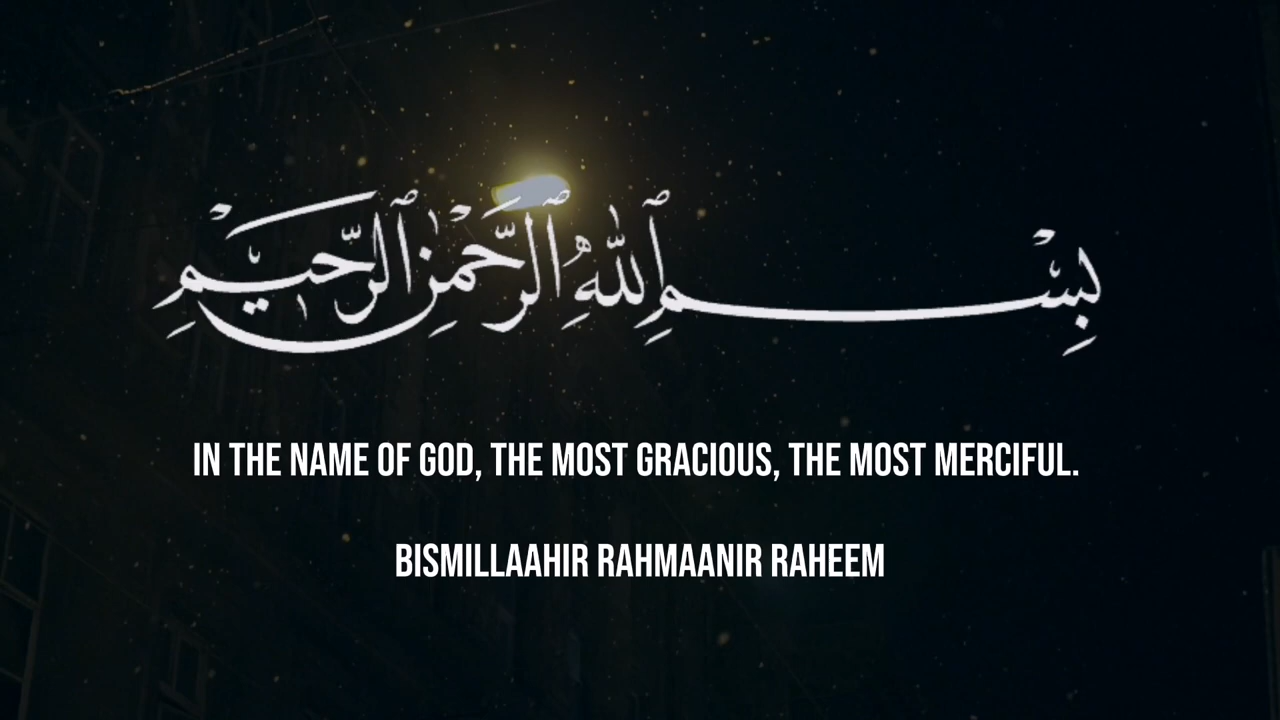 بِسْمِ ٱللَّهِ ٱلرَّحْمَٰنِ ٱلرَّحِيمِ
IN THE NAME OF GOD, THE MOST GRACIOUS, THE MOST MERCIFUL.
BISMILLAAHIR RAHMAANIR RAHEEM